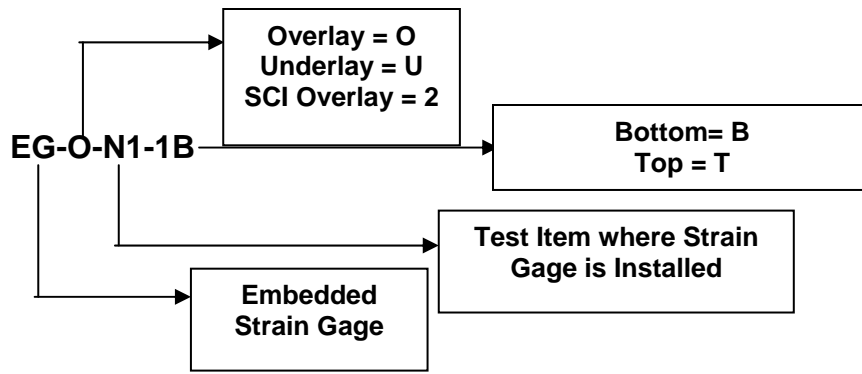 Overlay = O
Underlay = U
SCI Overlay = 2
EG-O-N1-1B
Bottom= B
Top = T
Test Item where Strain
Gage is Installed
Embedded
Strain Gage